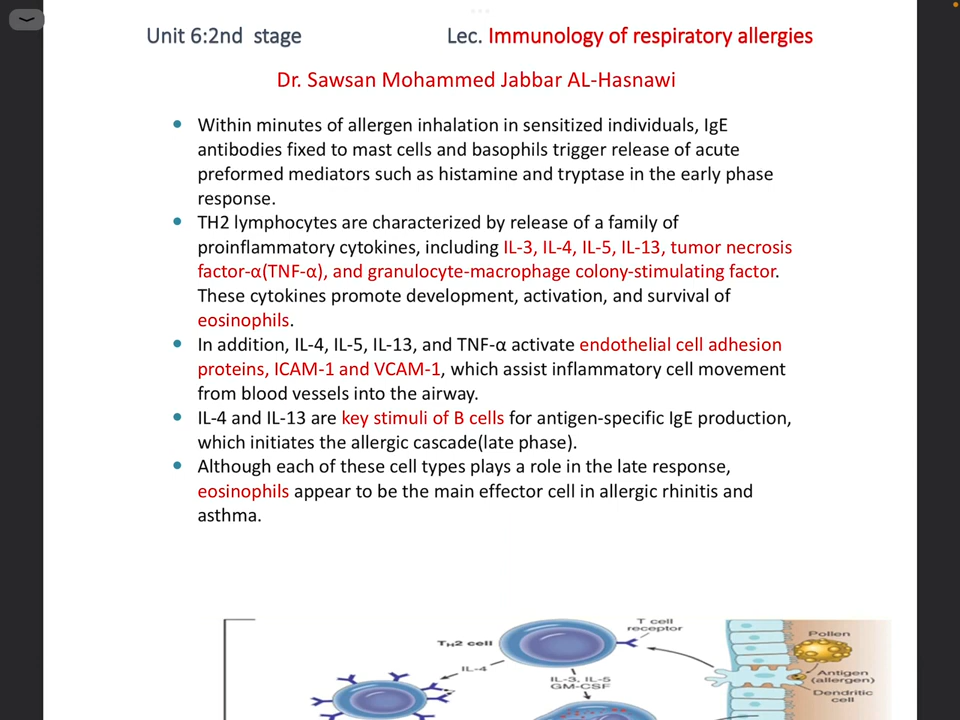 Unit 6:2nd stage Lec. Immunology of respiratory allergies
Dr. Sawsan Mohammed Jabbar AL-Hasnawi
• Within minutes of allergen inhalation in sensitized individuals, IgE
antibodies fixed to mast cells and basophils trigger release of acute
preformed mediators such as histamine and tryptase in the early phase
response.
• TH2 lymphocytes are characterized by release of a family of
proinflammatory cytokines, including IL-3, IL-4, IL-5, IL-13, tumor necrosis
factor-α(TNF-α), and granulocyte-macrophage colony-stimulating factor.
These cytokines promote development, activation, and survival of
eosinophils.
• In addition, IL-4, IL-5, IL-13, and TNF-α activate endothelial cell adhesion
proteins, ICAM-1 and VCAM-1, which assist inflammatory cell movement
from blood vessels into the airway.
• IL-4 and IL-13 are key stimuli of B cells for antigen-specific IgE production,
which initiates the allergic cascade(late phase).
• Although each of these cell types plays a role in the late response,
eosinophils appear to be the main effector cell in allergic rhinitis and
asthma.
T cell
receptor
TH2 cell
Pollen
IL-4
IL-3, IL-5
GM-CSF
Antigen
(allergen)
Dendritic
cell